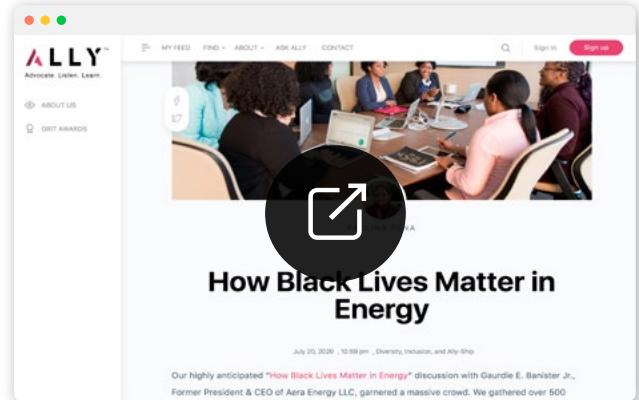 ALLY™
Advocate. Listen. Learn.
MY FEED FIND ABOUT ASK ALLY CONTACT
Sign in Sign up
ABOUT US
GRIT AWARDS
How Black Lives Matter in
Energy
July 20, 2020 , 10:59 pm , Diversity, Inclusion, and Ally-Ship
Our highly anticipated "How Black Lives Matter in Energy" discussion with Gaurdie E. Banister Jr.,
Former President & CEO of Aera Energy LLC, garnered a massive crowd. We gathered over 500